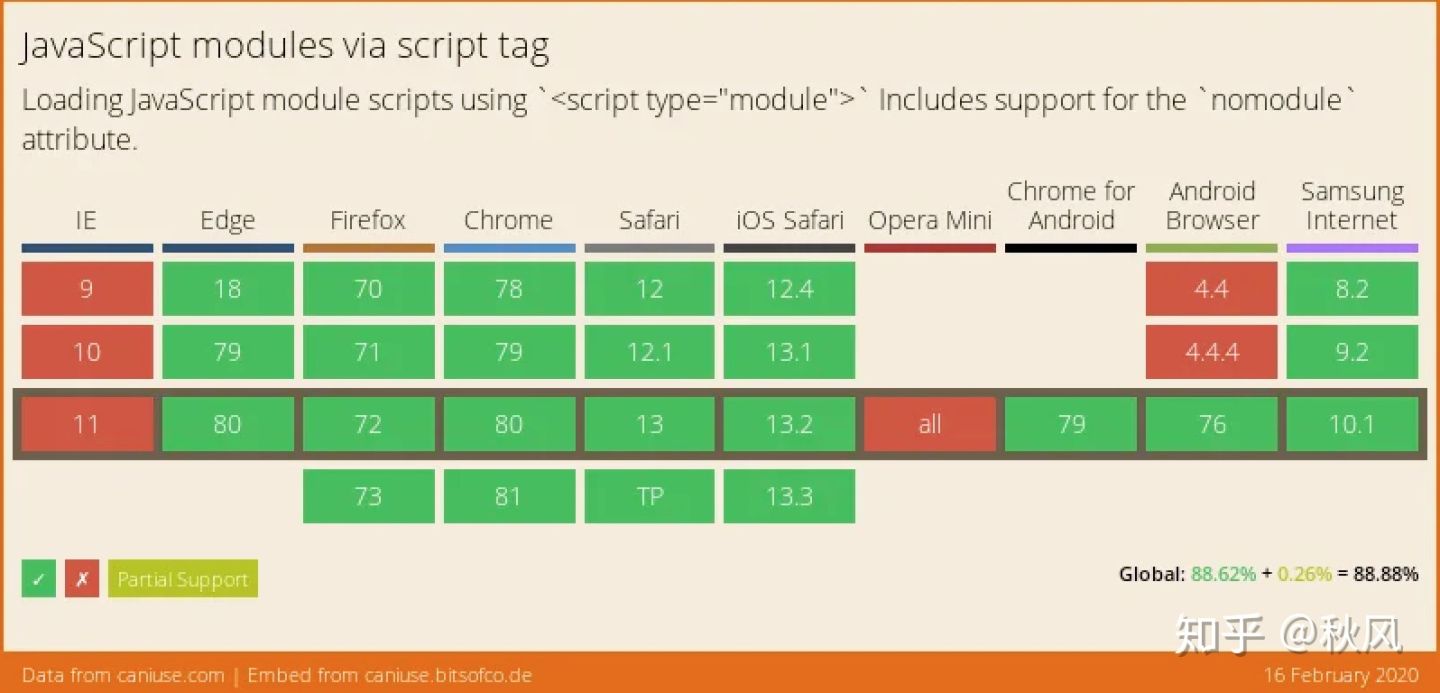 JavaScript modules via script tag
Loading JavaScript module scripts using `<script type="module">` Includes support for the `nomodule`
attribute.
IE Edge Firefox Chrome Safari iOS Safari Opera Mini Chrome for Android Android Browser Samsung Internet
9 18 70 78 12 12.4 4.4 8.2
10 79 71 79 12.1 13.1 4.4.4 9.2
11 80 72 80 13 13.2 all 79 76 10.1
73 81 TP 13.3
✓ ✗ Partial Support
Global: 88.62% + 0.26% = 88.88%
知乎 @秋风
Data from caniuse.com | Embed from caniuse.bitsofco.de
16 February 2020